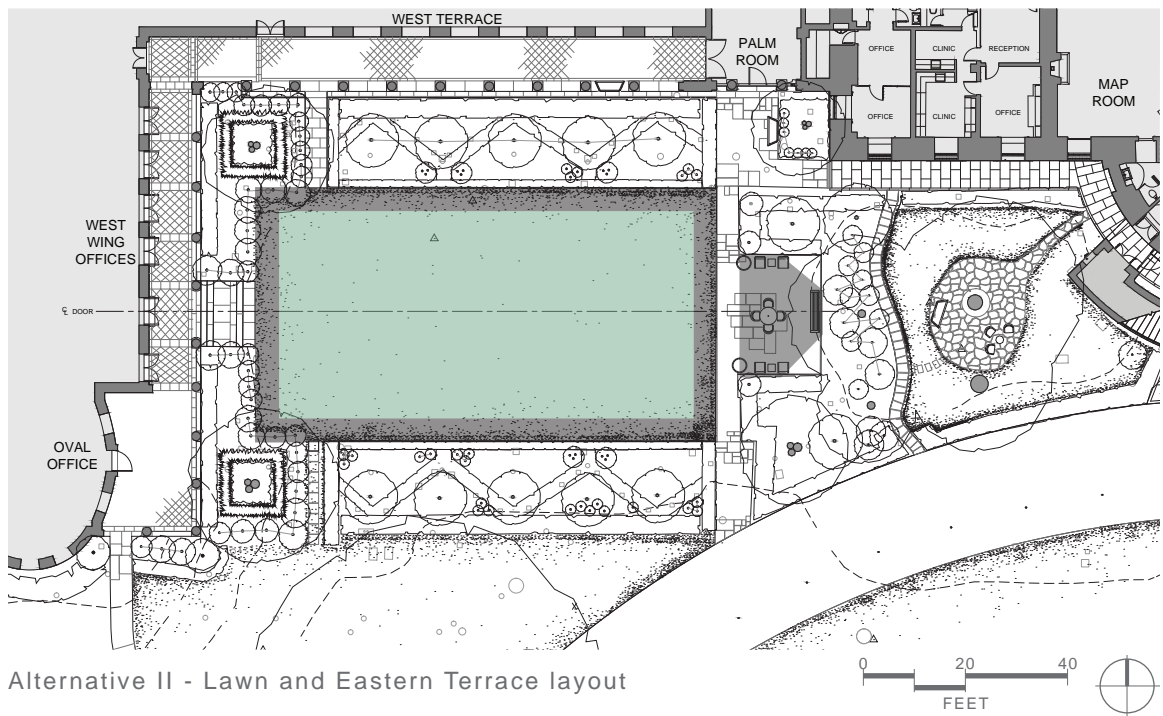 WEST TERRACE
PALM
ROOM
OFFICE
CLINIC
RECEPTION
MAP
ROOM
OFFICE
CLINIC
OFFICE
WEST
WING
OFFICES
℄ DOOR
OVAL
OFFICE
Alternative II - Lawn and Eastern Terrace layout
0 20 40
FEET